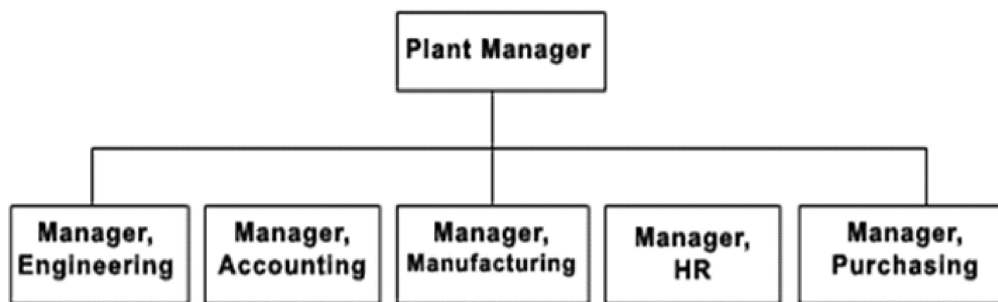 Plant Manager
Manager,
Engineering
Manager,
Accounting
Manager,
Manufacturing
Manager,
HR
Manager,
Purchasing